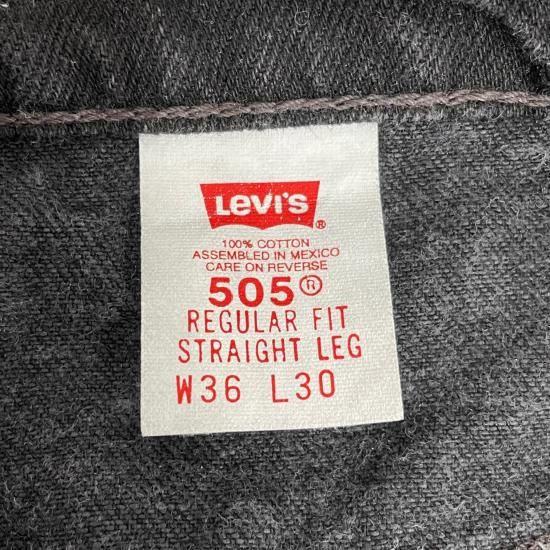 Levi's®
100% COTTON
ASSEMBLED IN MEXICO
CARE ON REVERSE
505®
REGULAR FIT
STRAIGHT LEG
W36 L30